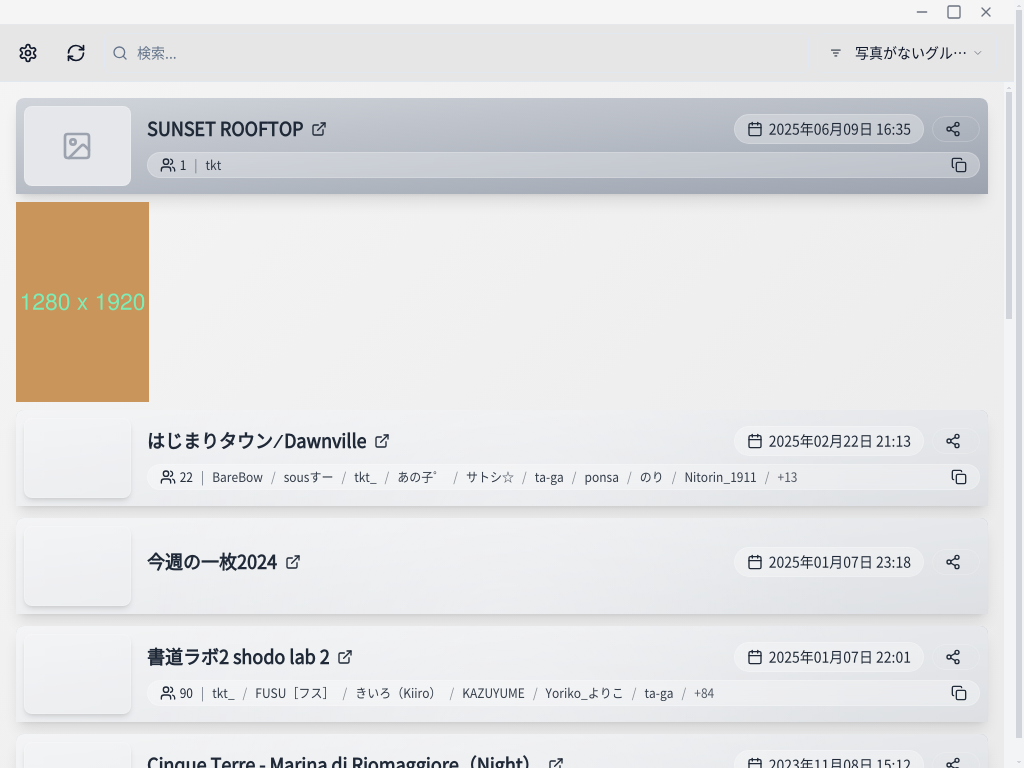 検索...
写真がないグル…
SUNSET ROOFTOP
2025年06月09日 16:35
1 | tkt
1280 x 1920
はじまりタウン⁄Dawnville
2025年02月22日 21:13
22 | BareBow / sousすー / tkt_ / あの子゜ / サトシ☆ / ta-ga / ponsa / のり / Nitorin_1911 / +13
今週の一枚2024
2025年01月07日 23:18
書道ラボ2 shodo lab 2
2025年01月07日 22:01
90 | tkt_ / FUSU［フス］ / きいろ（Kiiro） / KAZUYUME / Yoriko_よりこ / ta-ga / +84
Cinque Terre - Marina di Riomaggiore（Night）
2023年11月08日 15:12